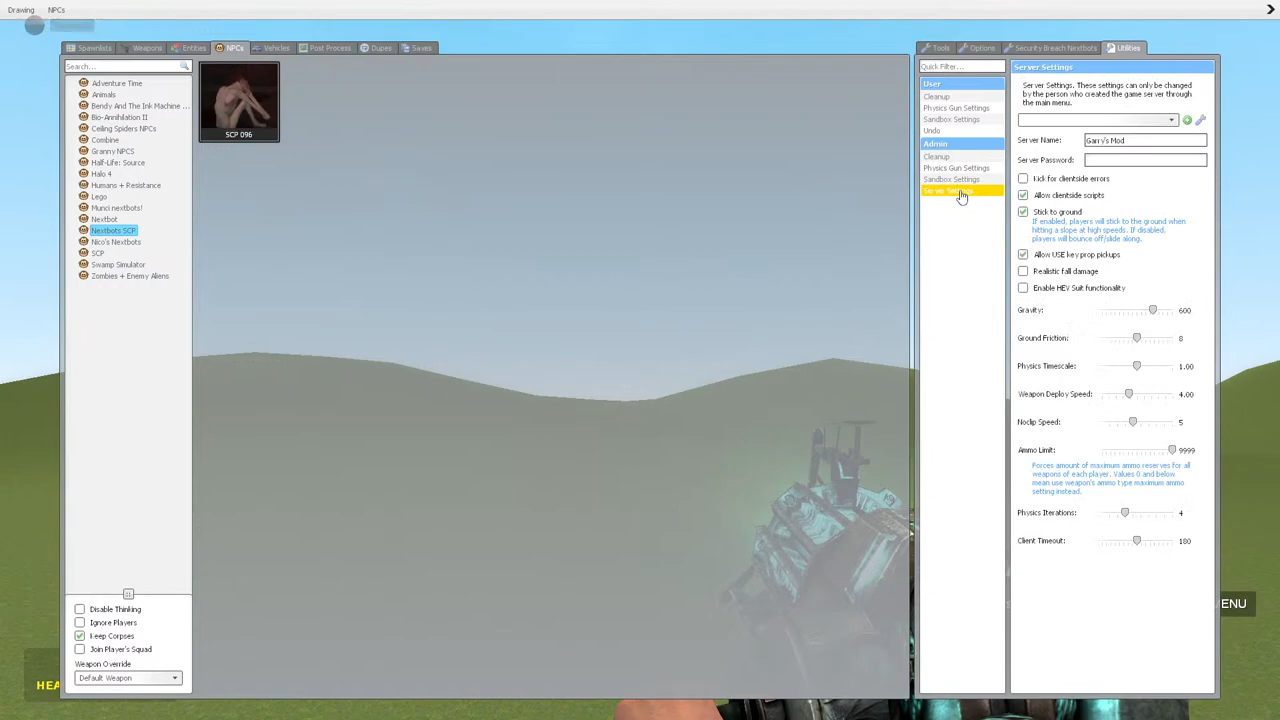 Drawing NPCs
Spawnlists Weapons Entities NPCs Vehicles Post Process Dupes Saves
Search...
Adventure Time
Animals
Bendy And The Ink Machine ...
Bio-Annihilation II
Ceiling Spiders NPCs
Combine
Granny NPCS
Half-Life: Source
Halo 4
Humans + Resistance
Lego
Munci nextbots!
Nextbot
Nextbots SCP
Nico's Nextbots
SCP
Swamp Simulator
Zombies + Enemy Aliens
SCP 096
Disable Thinking
Ignore Players
Keep Corpses
Join Player's Squad
Weapon Override
Default Weapon
Tools Options Security Breach Nextbots Utilities
Quick Filter...
User
Cleanup
Physics Gun Settings
Sandbox Settings
Undo
Admin
Cleanup
Physics Gun Settings
Sandbox Settings
Server Settings
Server Settings
Server Settings. These settings can only be changed
by the person who created the game server through
the main menu.
Server Name: Garry's Mod
Server Password:
Kick for clientside errors
Allow clientside scripts
Stick to ground
If enabled, players will stick to the ground when
hitting a slope at high speeds. If disabled,
players will bounce off/slide along.
Allow USE key prop pickups
Realistic fall damage
Enable HEV Suit functionality
Gravity: 600
Ground Friction: 8
Physics Timescale: 1.00
Weapon Deploy Speed: 4.00
Noclip Speed: 5
Ammo Limit: 9999
Forces amount of maximum ammo reserves for all
weapons of each player. Values 0 and below
mean use weapon's ammo type maximum ammo
setting instead.
Physics Iterations: 4
Client Timeout: 180
MENU
HEA